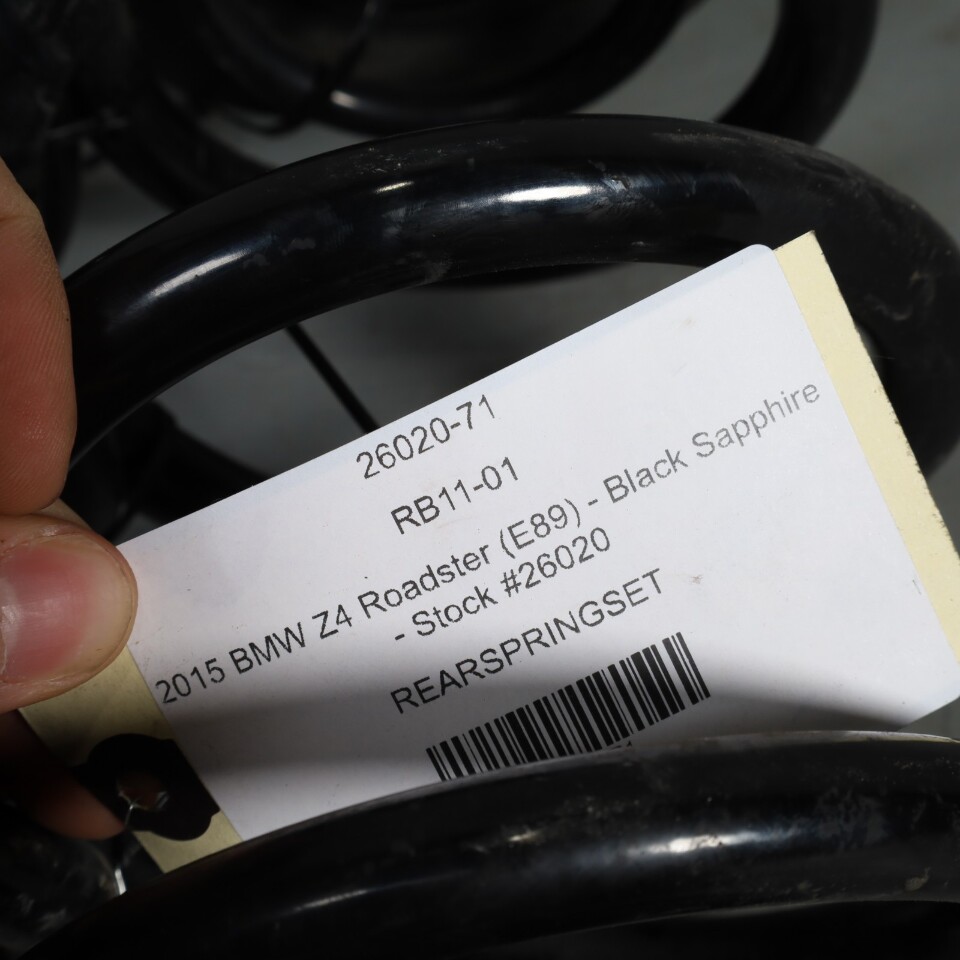 26020-71
RB11-01
2015 BMW Z4 Roadster (E89) - Black Sapphire
- Stock #26020
REARSPRINGSET